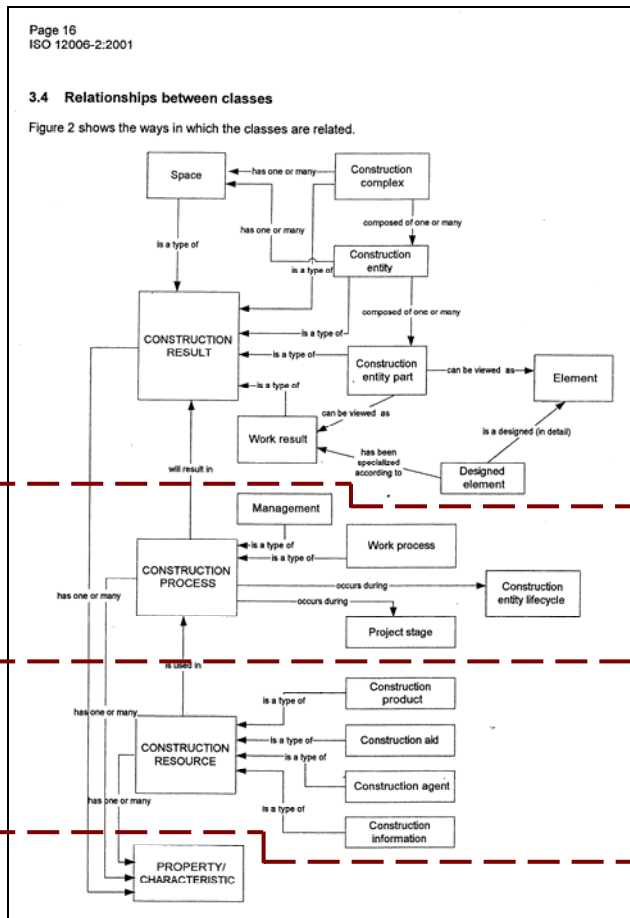 Page 16
ISO 12006-2:2001
3.4 Relationships between classes
Figure 2 shows the ways in which the classes are related.
Space
has one or many
Construction
complex
has one or many
composed of one or many
is a type of
Construction
entity
is a type of
composed of one or many
CONSTRUCTION
RESULT
is a type of
is a type of
Construction
entity part
can be viewed as
Element
is a type of
can be viewed as
is a designed (in detail)
Work result
has been
specialized
according to
Designed
element
will result in
Management
is a type of
Work process
is a type of
CONSTRUCTION
PROCESS
occurs during
Construction
entity lifecycle
has one or many
occurs during
Project stage
is used in
Construction
product
is a type of
has one or many
CONSTRUCTION
RESOURCE
is a type of
Construction aid
is a type of
Construction agent
has one or many
is a type of
Construction
information
PROPERTY/
CHARACTERISTIC